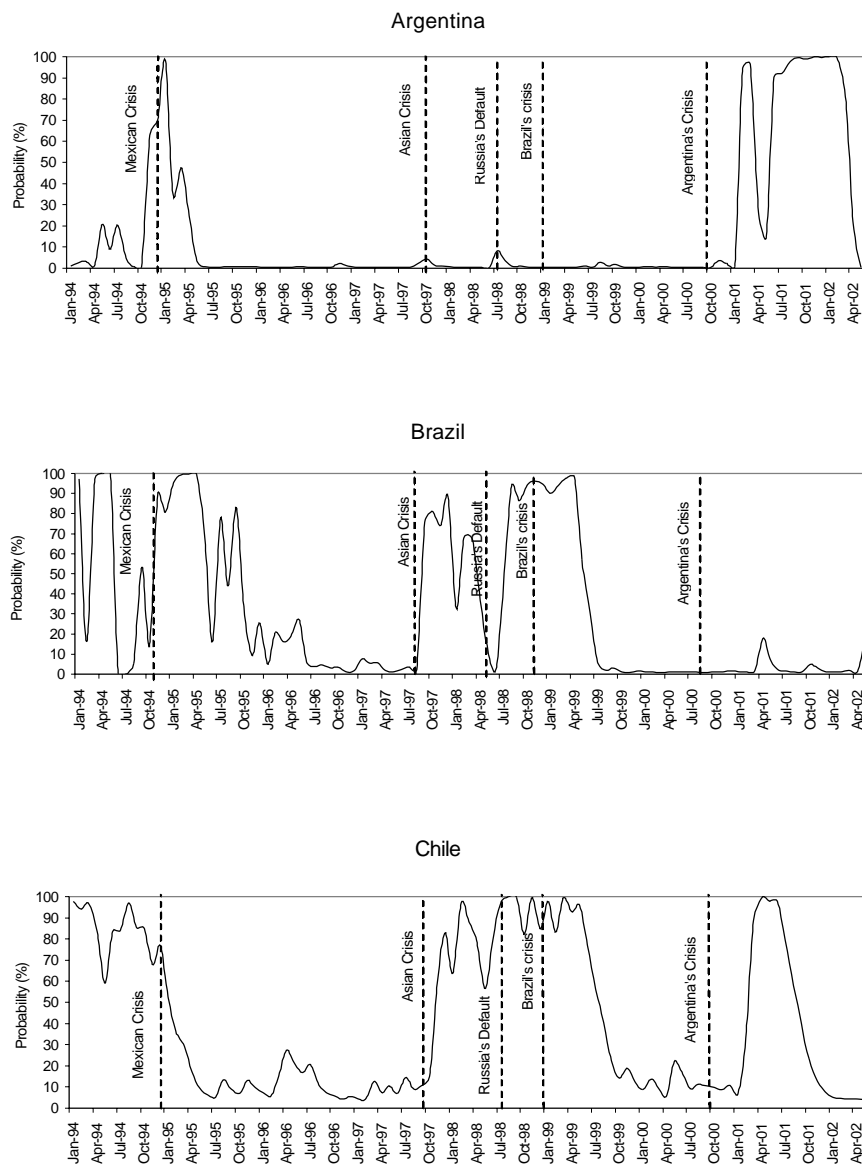 Argentina
Probability (%)
100
90
80
70
60
50
40
30
20
10
0
Mexican Crisis
Asian Crisis
Russia's Default
Brazil's crisis
Argentina's Crisis
Jan-94
Apr-94
Jul-94
Oct-94
Jan-95
Apr-95
Jul-95
Oct-95
Jan-96
Apr-96
Jul-96
Oct-96
Jan-97
Apr-97
Jul-97
Oct-97
Jan-98
Apr-98
Jul-98
Oct-98
Jan-99
Apr-99
Jul-99
Oct-99
Jan-00
Apr-00
Jul-00
Oct-00
Jan-01
Apr-01
Jul-01
Oct-01
Jan-02
Apr-02
Brazil
Probability (%)
100
90
80
70
60
50
40
30
20
10
0
Mexican Crisis
Asian Crisis
Russia's Default
Brazil's crisis
Argentina's Crisis
Jan-94
Apr-94
Jul-94
Oct-94
Jan-95
Apr-95
Jul-95
Oct-95
Jan-96
Apr-96
Jul-96
Oct-96
Jan-97
Apr-97
Jul-97
Oct-97
Jan-98
Apr-98
Jul-98
Oct-98
Jan-99
Apr-99
Jul-99
Oct-99
Jan-00
Apr-00
Jul-00
Oct-00
Jan-01
Apr-01
Jul-01
Oct-01
Jan-02
Apr-02
Chile
Probability (%)
100
90
80
70
60
50
40
30
20
10
0
Mexican Crisis
Asian Crisis
Russia's Default
Brazil's crisis
Argentina's Crisis
Jan-94
Apr-94
Jul-94
Oct-94
Jan-95
Apr-95
Jul-95
Oct-95
Jan-96
Apr-96
Jul-96
Oct-96
Jan-97
Apr-97
Jul-97
Oct-97
Jan-98
Apr-98
Jul-98
Oct-98
Jan-99
Apr-99
Jul-99
Oct-99
Jan-00
Apr-00
Jul-00
Oct-00
Jan-01
Apr-01
Jul-01
Oct-01
Jan-02
Apr-02